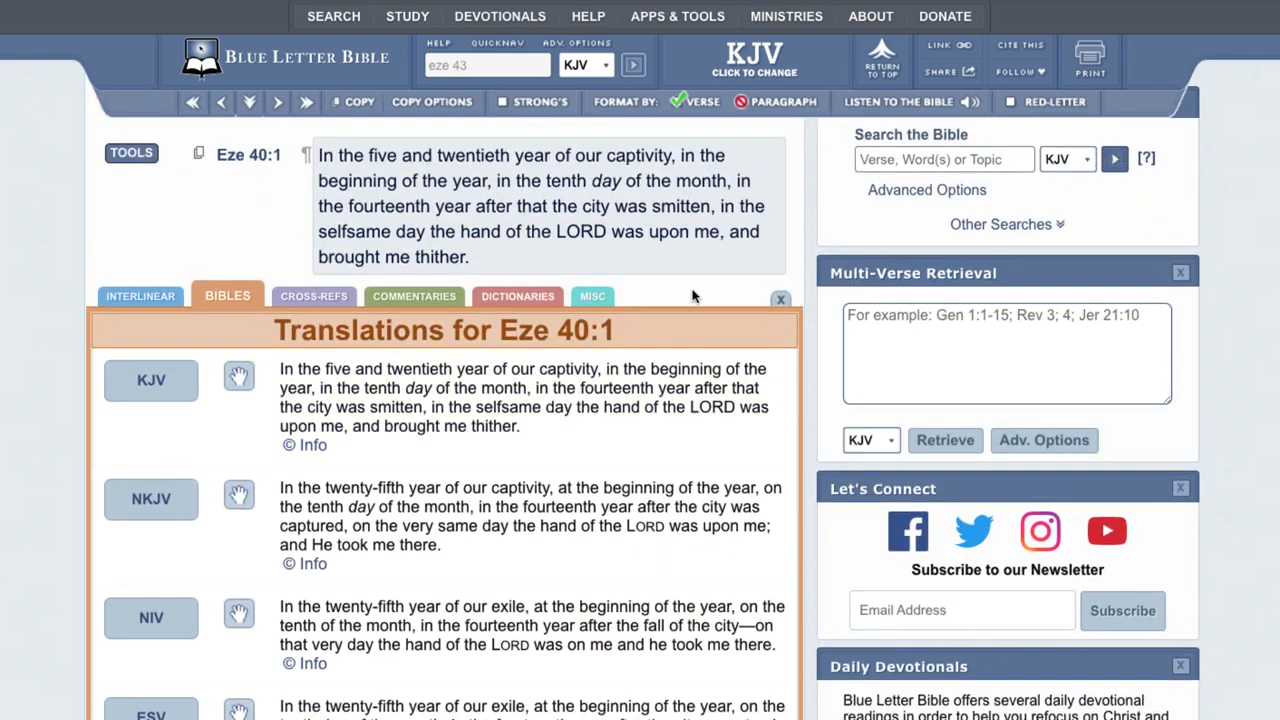 SEARCH STUDY DEVOTIONALS HELP APPS & TOOLS MINISTRIES ABOUT DONATE
BLUE LETTER BIBLE
HELP QUICKNAV ADV. OPTIONS
eze 43 KJV
KJV
CLICK TO CHANGE
RETURN
TO TOP
LINK CITE THIS
SHARE FOLLOW
PRINT
COPY COPY OPTIONS STRONG'S FORMAT BY: VERSE PARAGRAPH LISTEN TO THE BIBLE RED-LETTER
TOOLS Eze 40:1 ¶ In the five and twentieth year of our captivity, in the
beginning of the year, in the tenth day of the month, in
the fourteenth year after that the city was smitten, in the
selfsame day the hand of the LORD was upon me, and
brought me thither.
INTERLINEAR BIBLES CROSS-REFS COMMENTARIES DICTIONARIES MISC X
Translations for Eze 40:1
KJV
In the five and twentieth year of our captivity, in the beginning of the
year, in the tenth day of the month, in the fourteenth year after that
the city was smitten, in the selfsame day the hand of the LORD was
upon me, and brought me thither.
© Info
NKJV
In the twenty-fifth year of our captivity, at the beginning of the year, on
the tenth day of the month, in the fourteenth year after the city was
captured, on the very same day the hand of the LORD was upon me;
and He took me there.
© Info
NIV
In the twenty-fifth year of our exile, at the beginning of the year, on the
tenth of the month, in the fourteenth year after the fall of the city—on
that very day the hand of the LORD was on me and he took me there.
© Info
ESV
In the twenty-fifth year of our exile, at the beginning of the year, on the
Search the Bible
Verse, Word(s) or Topic KJV [?]
Advanced Options
Other Searches
Multi-Verse Retrieval X
For example: Gen 1:1-15; Rev 3; 4; Jer 21:10
KJV Retrieve Adv. Options
Let's Connect X
Subscribe to our Newsletter
Email Address Subscribe
Daily Devotionals X
Blue Letter Bible offers several daily devotional
readings in order to help you refocus on Christ and